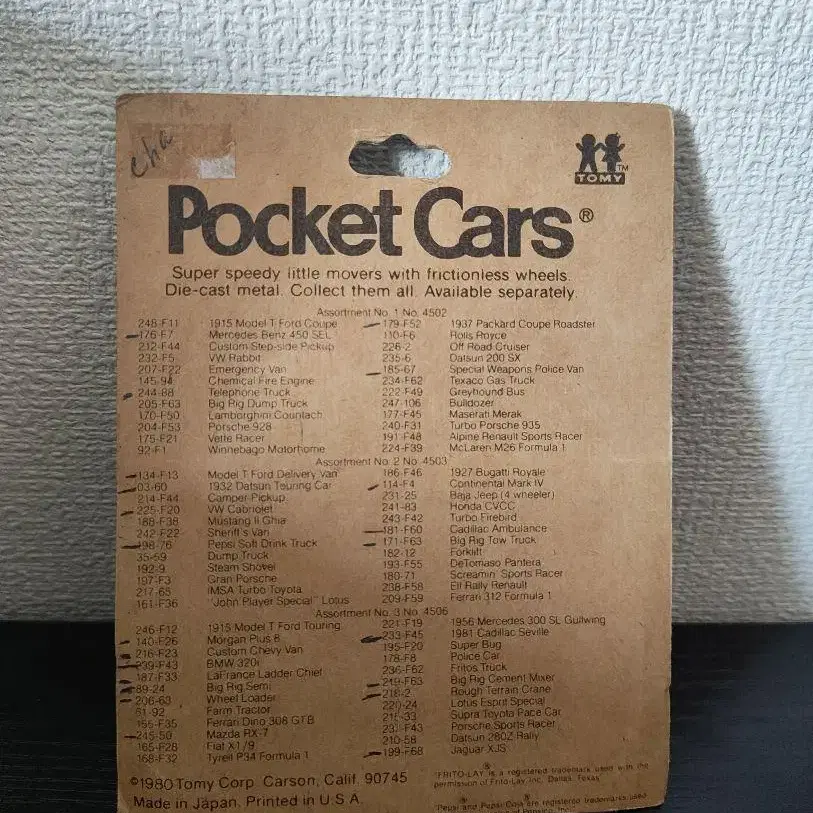 cha
TM
TOMY
Pocket Cars®
Super speedy little movers with frictionless wheels.
Die-cast metal. Collect them all. Available separately.
Assortment No. 1 No. 4502
248-F11 1915 Model T Ford Coupe
176-F7 Mercedes Benz 450 SEL
212-F44 Custom Step-side Pickup
232-F5 VW Rabbit
207-F22 Emergency Van
145-94 Chemical Fire Engine
244-88 Telephone Truck
205-F63 Big Rig Dump Truck
170-F50 Lamborghini Countach
204-F53 Porsche 928
175-F21 Vette Racer
92-F1 Winnebago Motorhome
179-F52 1937 Packard Coupe Roadster
110-F6 Rolls Royce
226-2 Off Road Cruiser
235-6 Datsun 200 SX
185-67 Special Weapons Police Van
234-F62 Texaco Gas Truck
222-F49 Greyhound Bus
247-106 Bulldozer
177-F45 Maserati Merak
240-F31 Turbo Porsche 935
191-F48 Alpine Renault Sports Racer
224-F39 McLaren M26 Formula 1
Assortment No. 2 No. 4503
134-F13 Model T Ford Delivery Van
03-60 1932 Datsun Touring Car
214-F44 Camper Pickup
225-F20 VW Cabriolet
188-F38 Mustang II Ghia
242-F22 Sheriff's Van
98-76 Pepsi Soft Drink Truck
35-59 Dump Truck
192-9 Steam Shovel
197-F3 Gran Porsche
217-65 IMSA Turbo Toyota
161-F36 "John Player Special" Lotus
186-F46 1927 Bugatti Royale
114-F4 Continental Mark IV
231-25 Baja Jeep (4 wheeler)
241-83 Honda CVCC
243-F42 Turbo Firebird
181-F60 Cadillac Ambulance
171-F63 Big Rig Tow Truck
182-12 Forklift
193-F55 DeTomaso Pantera
180-71 Screamin' Sports Racer
238-F58 Elf Rally Renault
209-F59 Ferrari 312 Formula 1
Assortment No. 3 No. 4506
246-F12 1915 Model T Ford Touring
140-F26 Morgan Plus 8
216-F23 Custom Chevy Van
239-F43 BMW 320i
187-F33 LaFrance Ladder Chief
89-24 Big Rig Semi
206-63 Wheel Loader
61-92 Farm Tractor
155-F35 Ferrari Dino 308 GTB
245-50 Mazda RX-7
165-F28 Fiat X1/9
168-F32 Tyrell P34 Formula 1
221-F19 1956 Mercedes 300 SL Gullwing
233-F45 1981 Cadillac Seville
195-F20 Super Bug
178-F8 Police Car
236-F62 Fritos Truck
219-F63 Big Rig Cement Mixer
218-2 Rough Terrain Crane
220-24 Lotus Esprit Special
215-33 Supra Toyota Pace Car
F43 Porsche Sports Racer
210-58 Datsun 280Z Rally
199-F68 Jaguar XJS
©1980 Tomy Corp. Carson, Calif. 90745
Made in Japan. Printed in U.S.A.
"FRITO-LAY® is a registered trademark used with the
permission of Frito-Lay, Inc. Dallas, Texas"
"Pepsi® and Pepsi Cola® are registered trademarks used